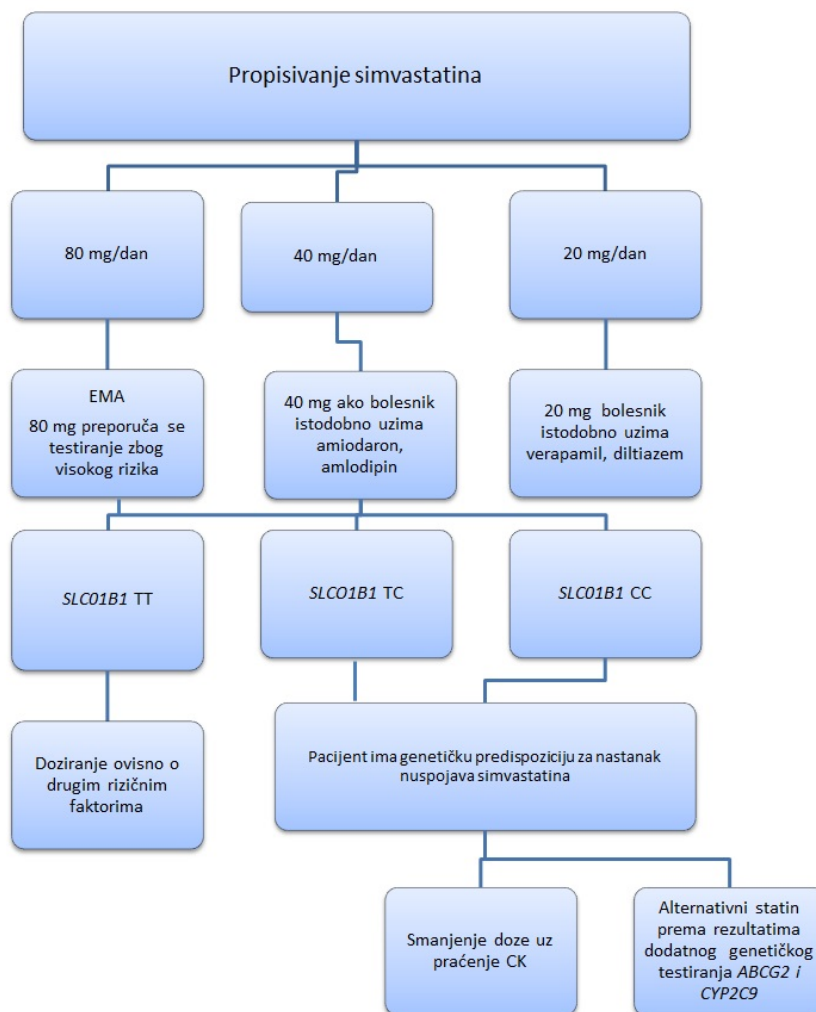 Propisivanje simvastatina
80 mg/dan
40 mg/dan
20 mg/dan
EMA
80 mg preporuča se
testiranje zbog
visokog rizika
40 mg ako bolesnik
istodobno uzima
amiodaron,
amlodipin
20 mg bolesnik
istodobno uzima
verapamil, diltiazem
SLC01B1 TT
SLCO1B1 TC
SLC01B1 CC
Doziranje ovisno o
drugim rizičnim
faktorima
Pacijent ima genetičku predispoziciju za nastanak
nuspojava simvastatina
Smanjenje doze uz
praćenje CK
Alternativni statin
prema rezultatima
dodatnog genetičkog
testiranja ABCG2 i
CYP2C9